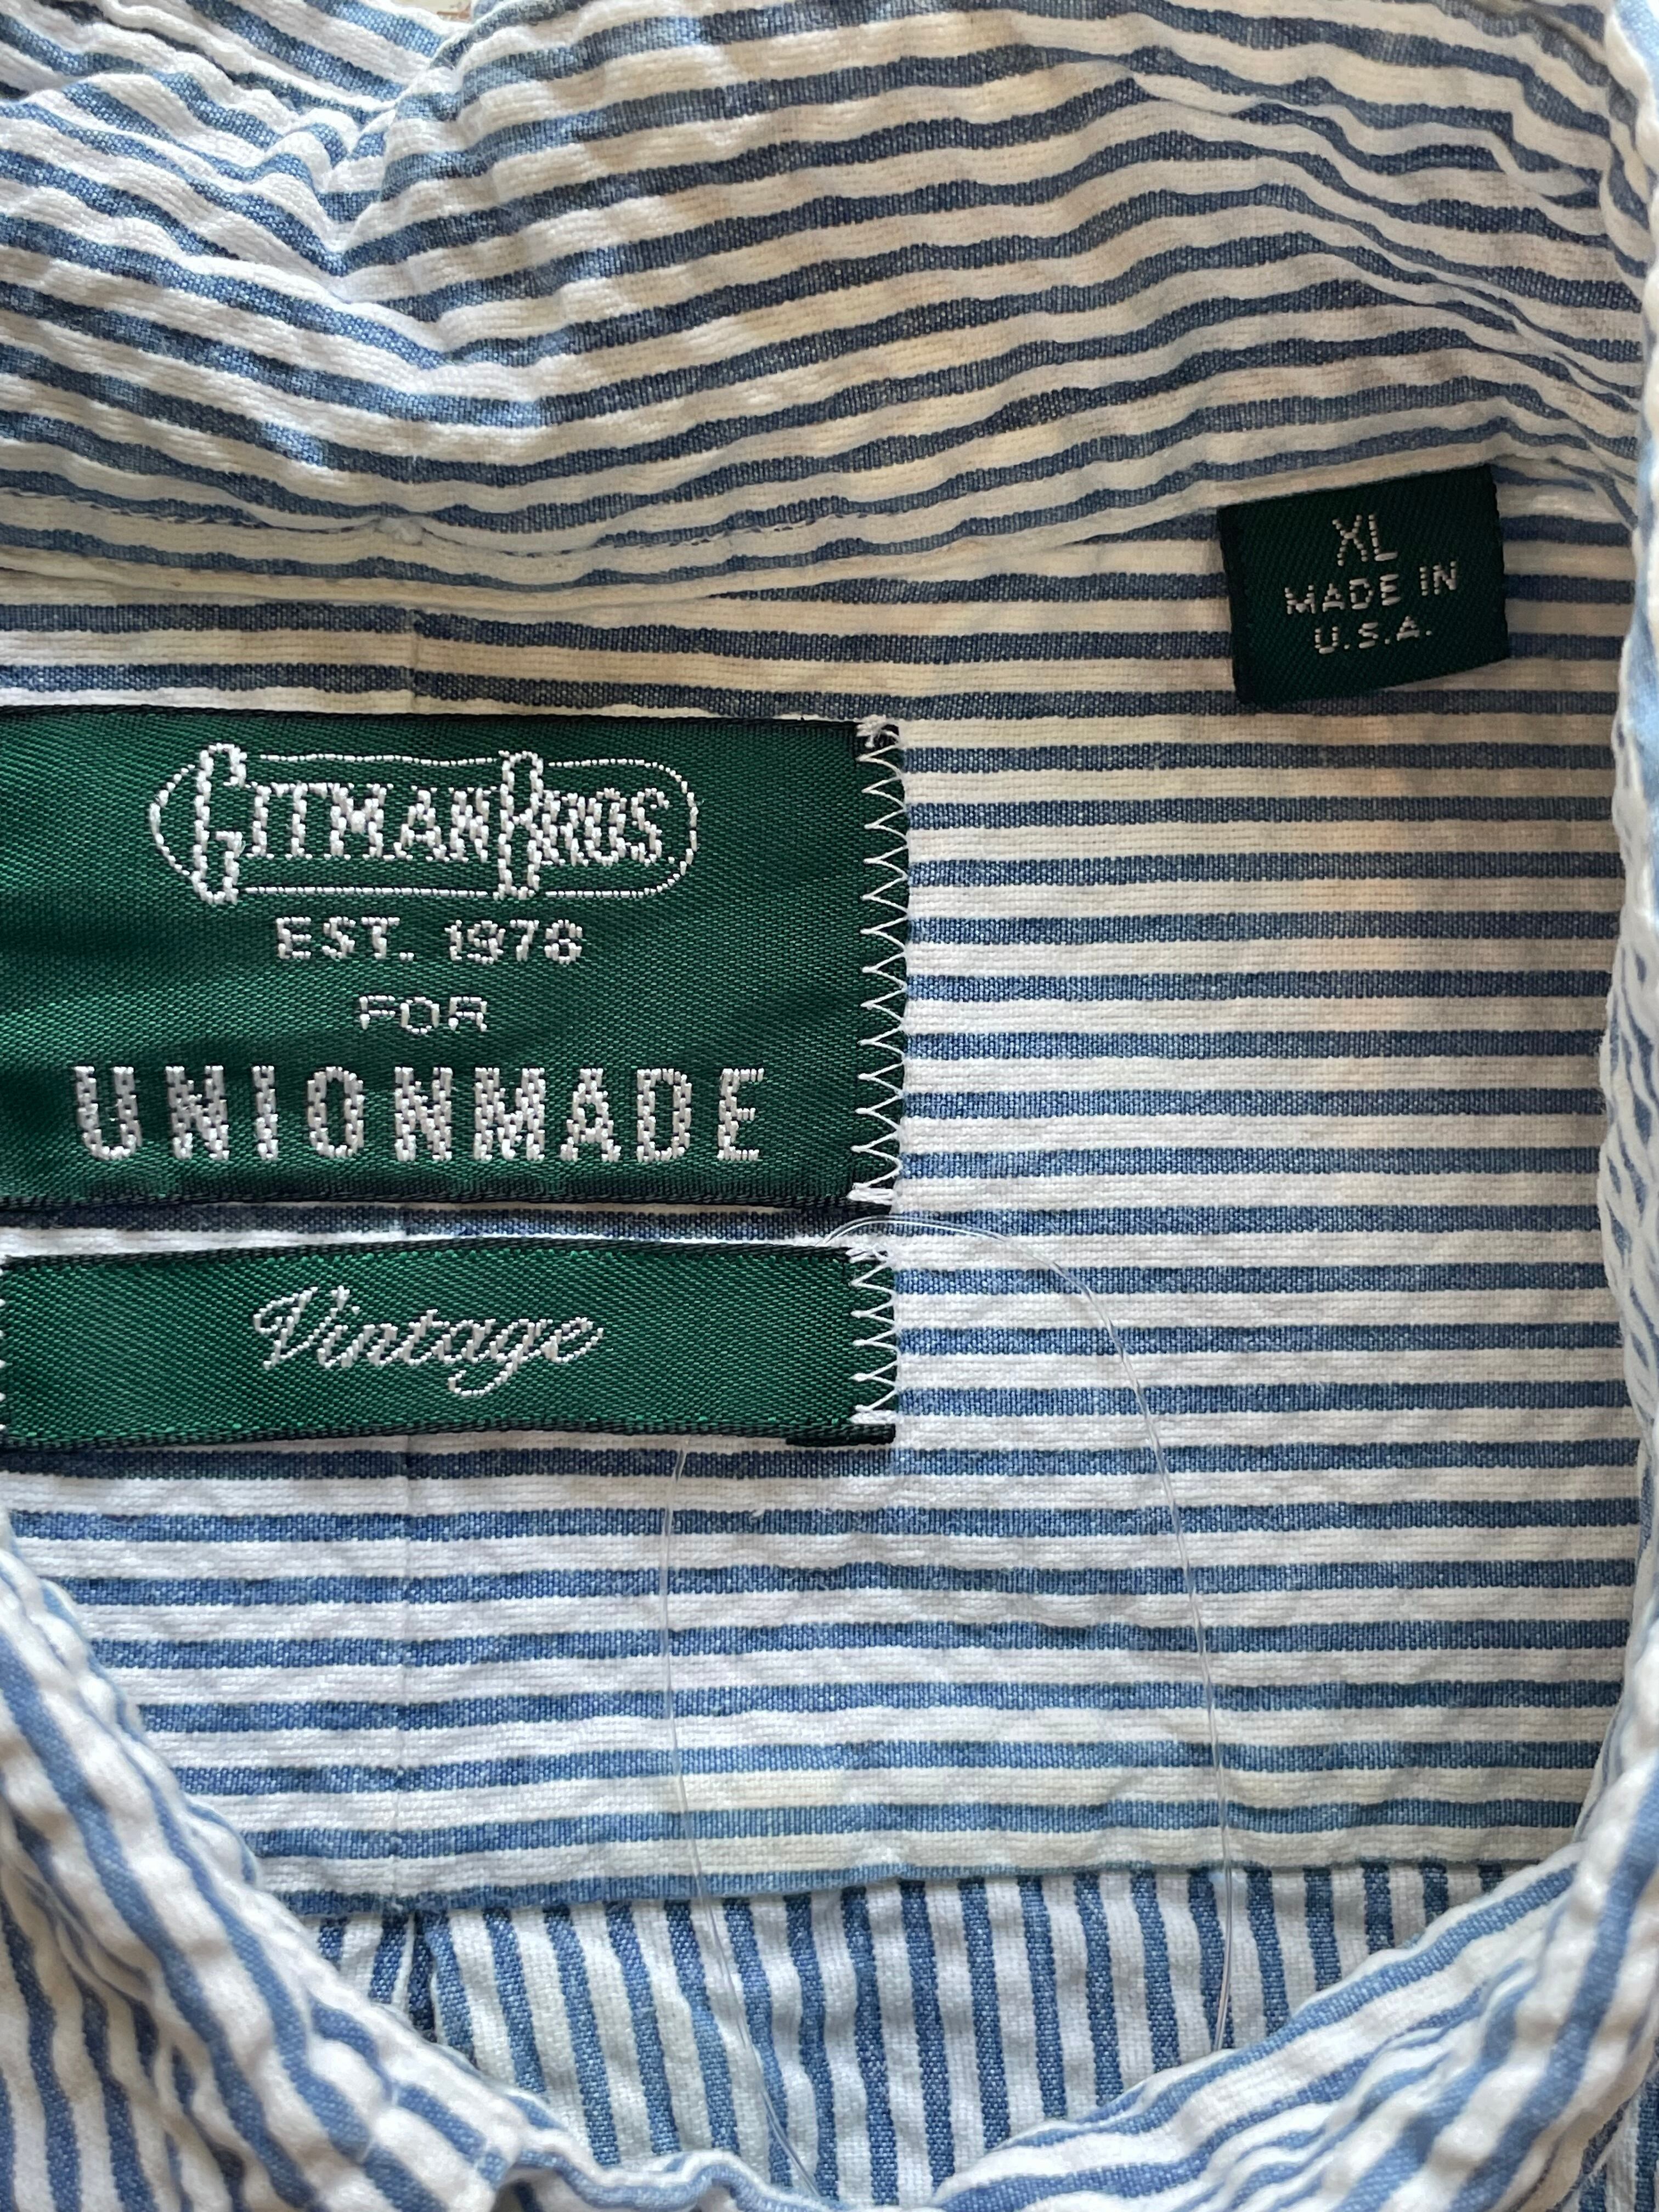 XL
MADE IN
U.S.A.
GITMAN BROS.
EST. 1978
FOR
UNIONMADE
Vintage